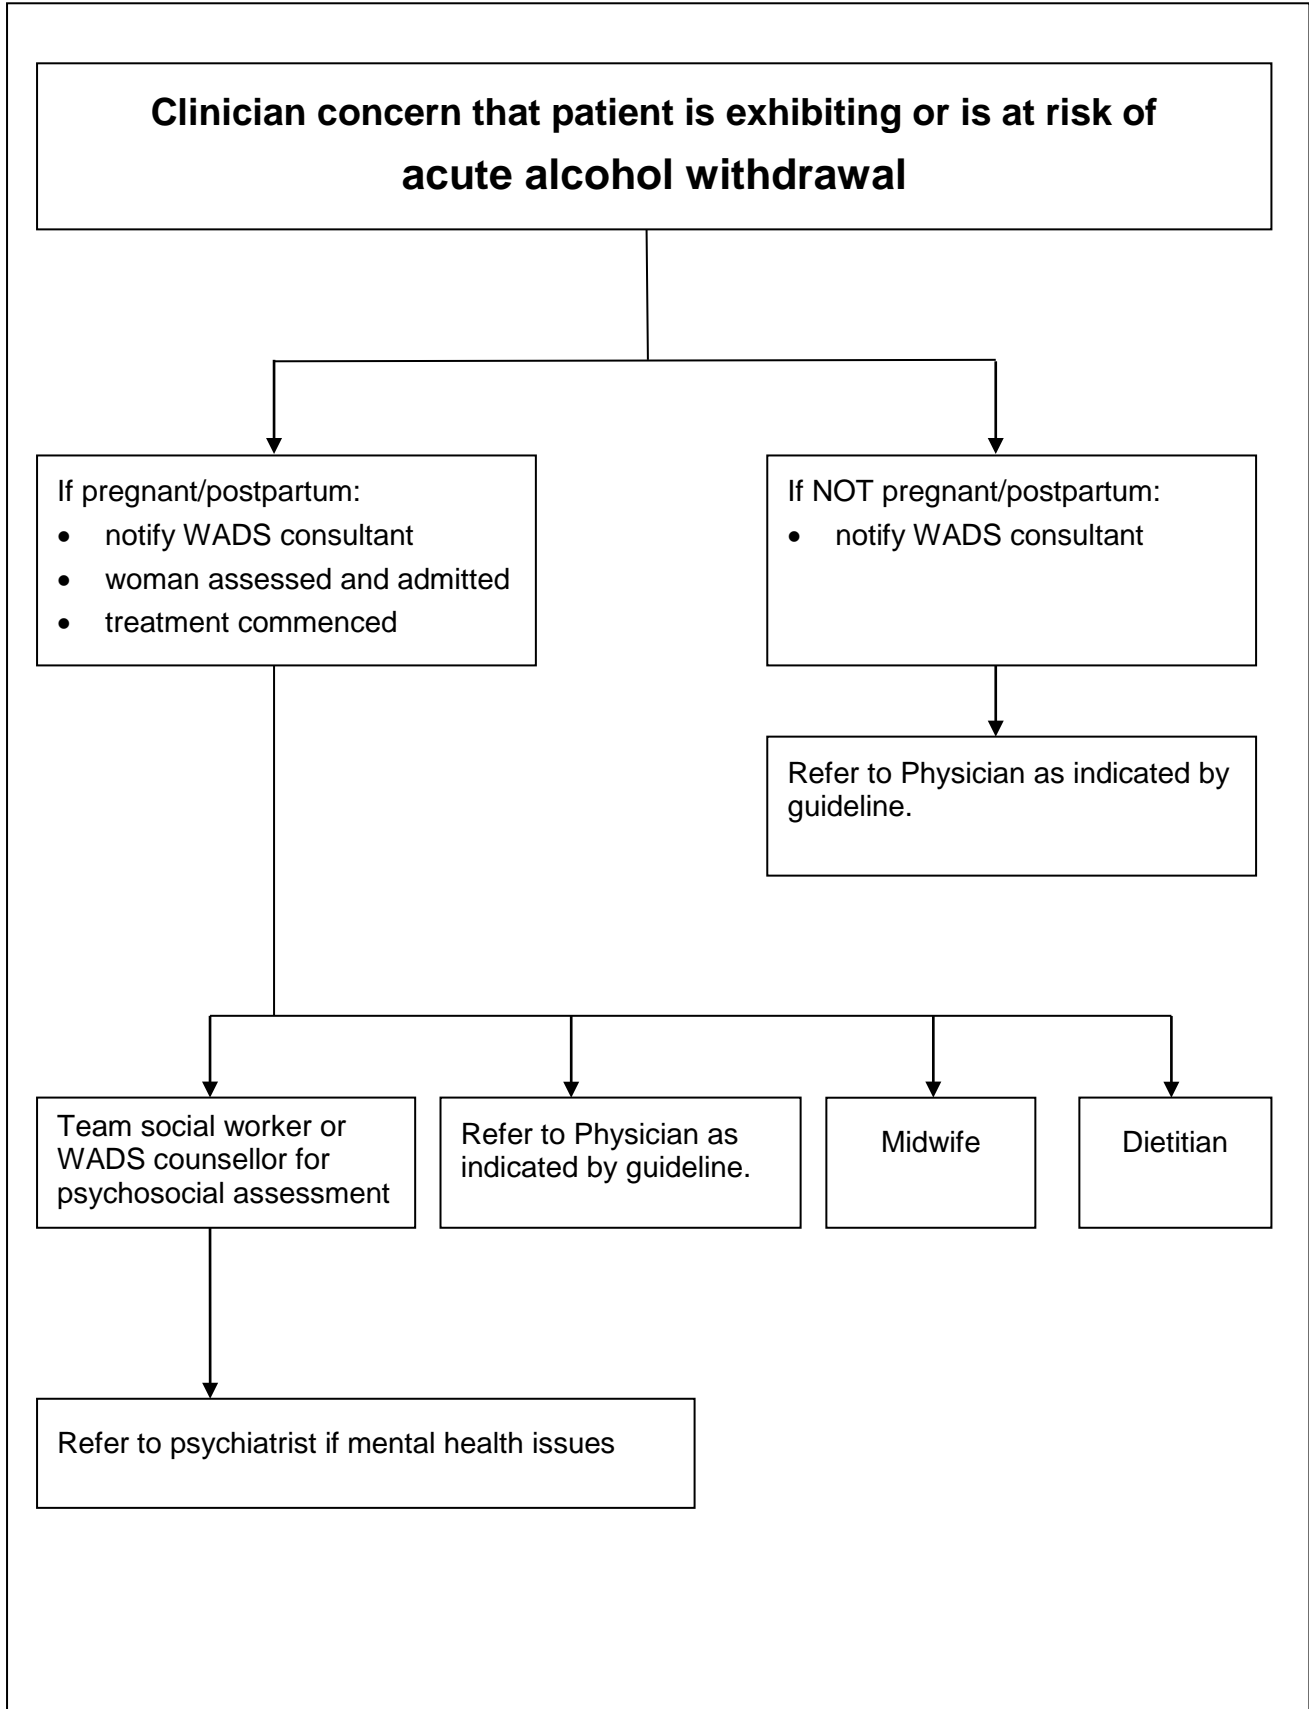 Clinician concern that patient is exhibiting or is at risk of
acute alcohol withdrawal
If pregnant/postpartum:
• notify WADS consultant
• woman assessed and admitted
• treatment commenced
If NOT pregnant/postpartum:
• notify WADS consultant
Refer to Physician as indicated by
guideline.
Team social worker or
WADS counsellor for
psychosocial assessment
Refer to Physician as
indicated by guideline.
Midwife
Dietitian
Refer to psychiatrist if mental health issues